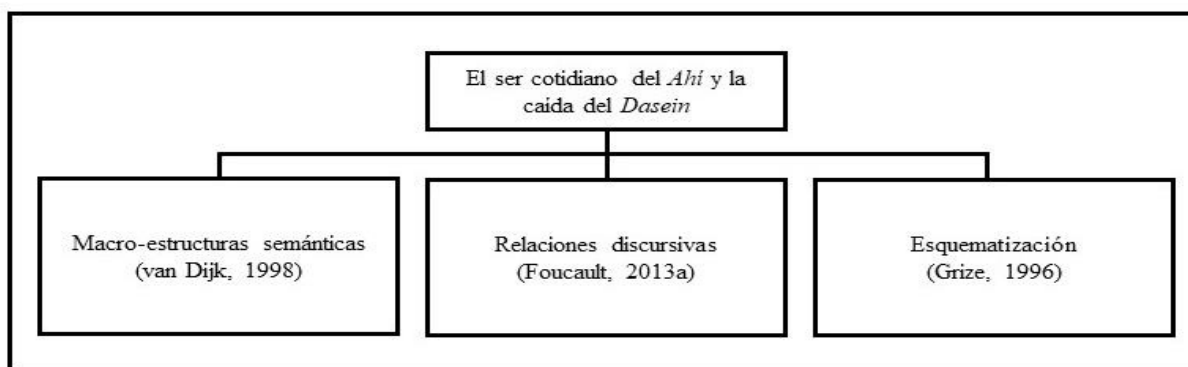 El ser cotidiano del Ahí y la
caída del Dasein
Macro-estructuras semánticas
(van Dijk, 1998)
Relaciones discursivas
(Foucault, 2013a)
Esquematización
(Grize, 1996)